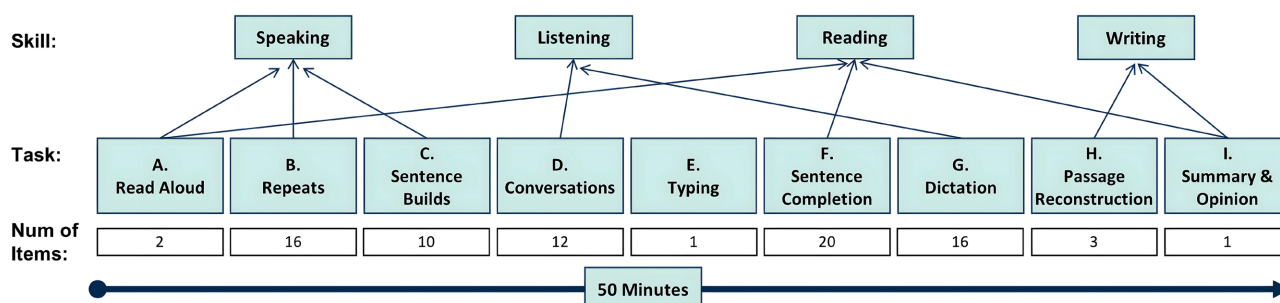 Skill:
Speaking
Listening
Reading
Writing
Task:
A.
Read Aloud
B.
Repeats
C.
Sentence
Builds
D.
Conversations
E.
Typing
F.
Sentence
Completion
G.
Dictation
H.
Passage
Reconstruction
I.
Summary &
Opinion
Num of
Items:
2
16
10
12
1
20
16
3
1
50 Minutes